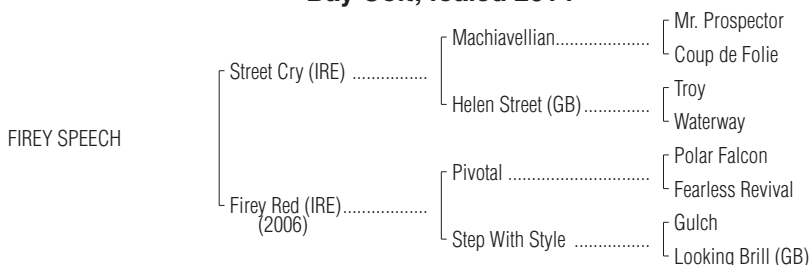 Bay Colt, foaled
Mr. Prospector
Machiavellian....................
Coup de Folie
Street Cry (IRE) ................
Troy
Helen Street (GB)..............
Waterway
FIREY SPEECH
Polar Falcon
Pivotal ..............................
Fearless Revival
Firey Red (IRE)..................
(2006)
Gulch
Step With Style ................
Looking Brill (GB)